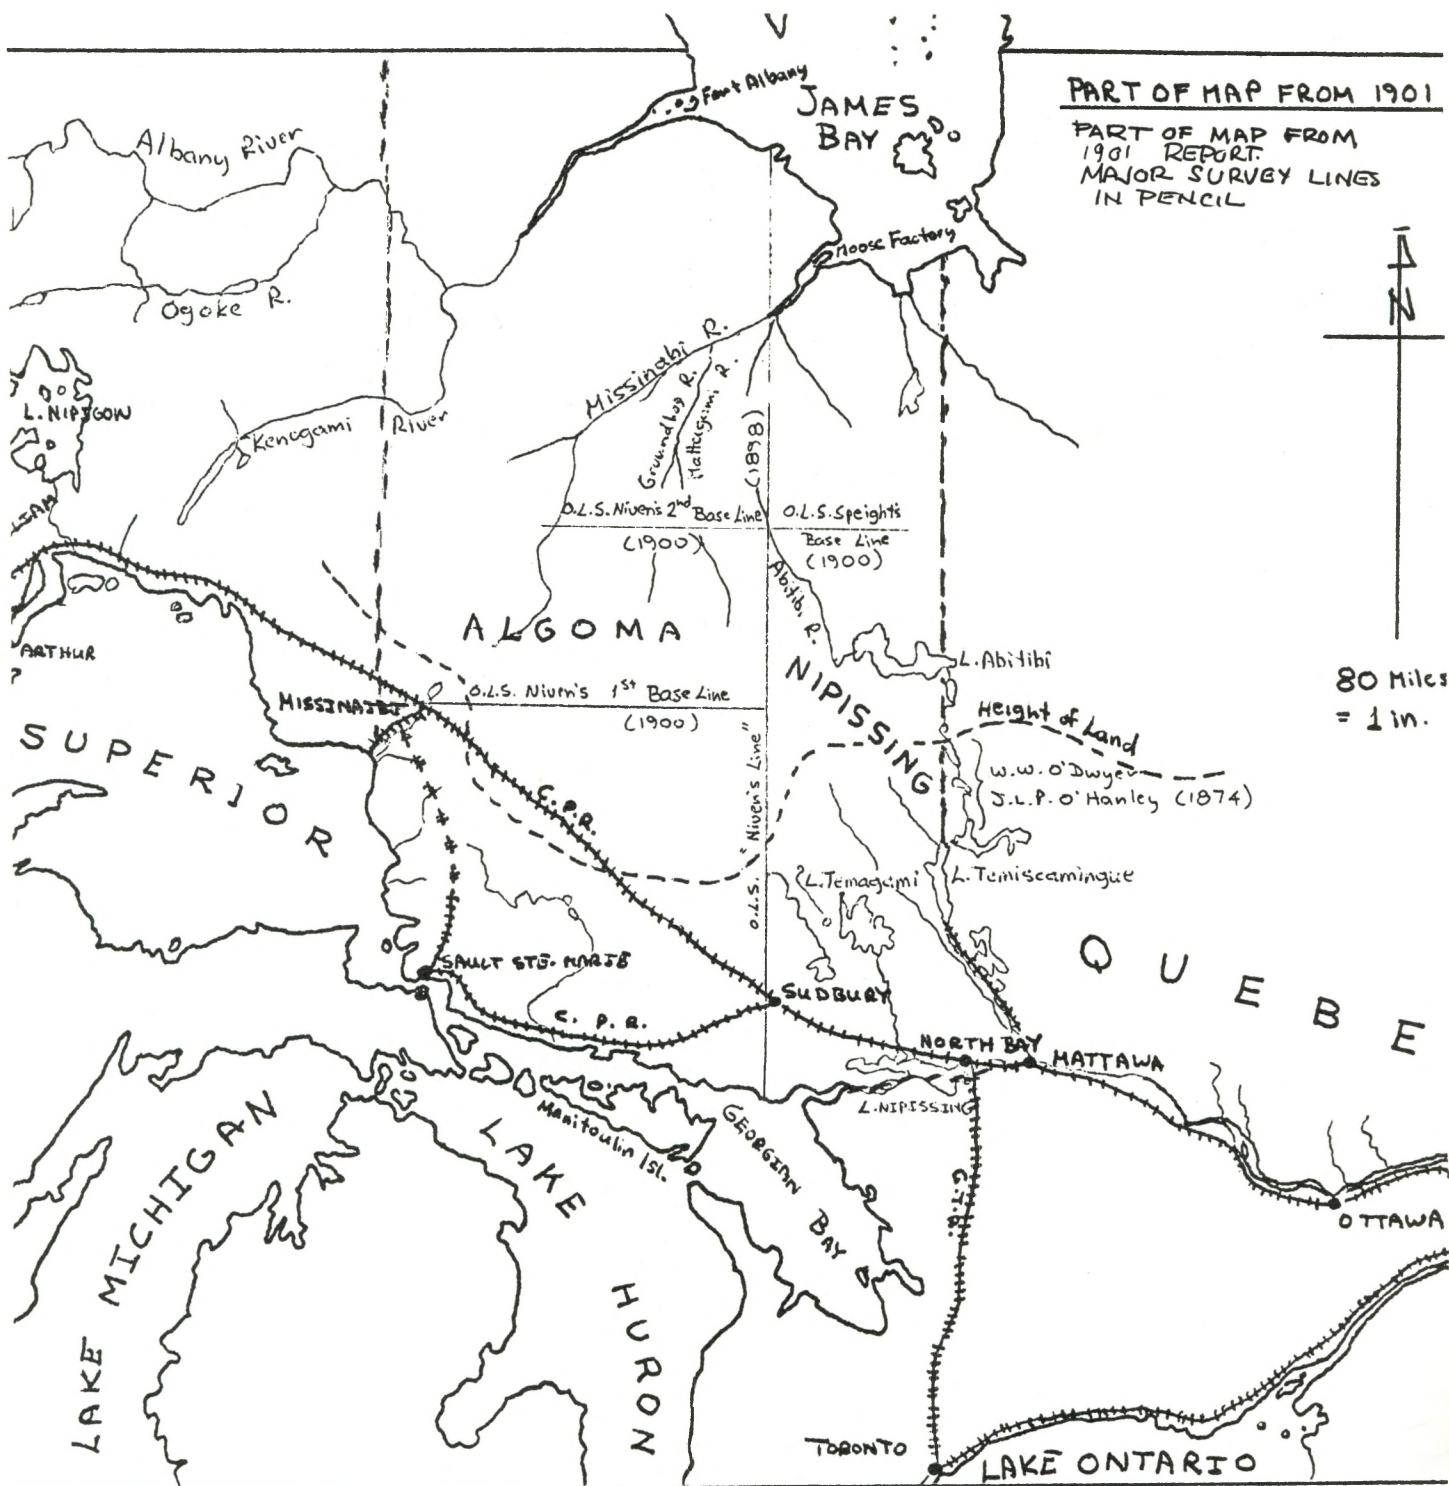 PART OF MAP FROM 1901
PART OF MAP FROM
1901 REPORT.
MAJOR SURVEY LINES
IN PENCIL
N
80 Miles
= 1 in.
Fort Albany
JAMES
BAY
Albany River
Ogoke R.
Moose Factory
L. NIPIGON
Kenogami River
Missinabi R.
Groundhog R.
Mattagami R.
(1898)
LIAM
O.L.S. Niven's 2nd Base Line
(1900)
O.L.S. Speight's
Base Line
(1900)
Abitibi R.
ALGOMA
ARTHUR
NIPISSING
L. Abitibi
MISSINAIBI
O.L.S. Niven's 1st Base Line
(1900)
Height of Land
W.W. O'Dwyer
J.L.P. O'Hanley (1874)
SUPERIOR
C.P.R.
O.L.S. "Niven's Line"
L. Temagami
L. Temiscamingue
QUEBE
SAULT STE. MARIE
SUDBURY
C. P. R.
NORTH BAY
MATTAWA
L. NIPISSING
Manitoulin Isl.
GEORGIAN BAY
G.T.R.
OTTAWA
LAKE MICHIGAN
LAKE HURON
TORONTO
LAKE ONTARIO